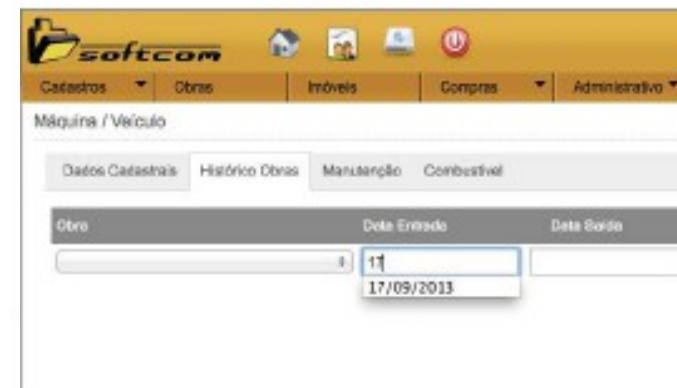 softcom
Cadastros Obras Imóveis Compras Administrativo
Máquina / Veículo
Dados Cadastrais Histórico Obras Manutenção Combustível
Obra Data Entrada Data Saída
17
17/09/2013